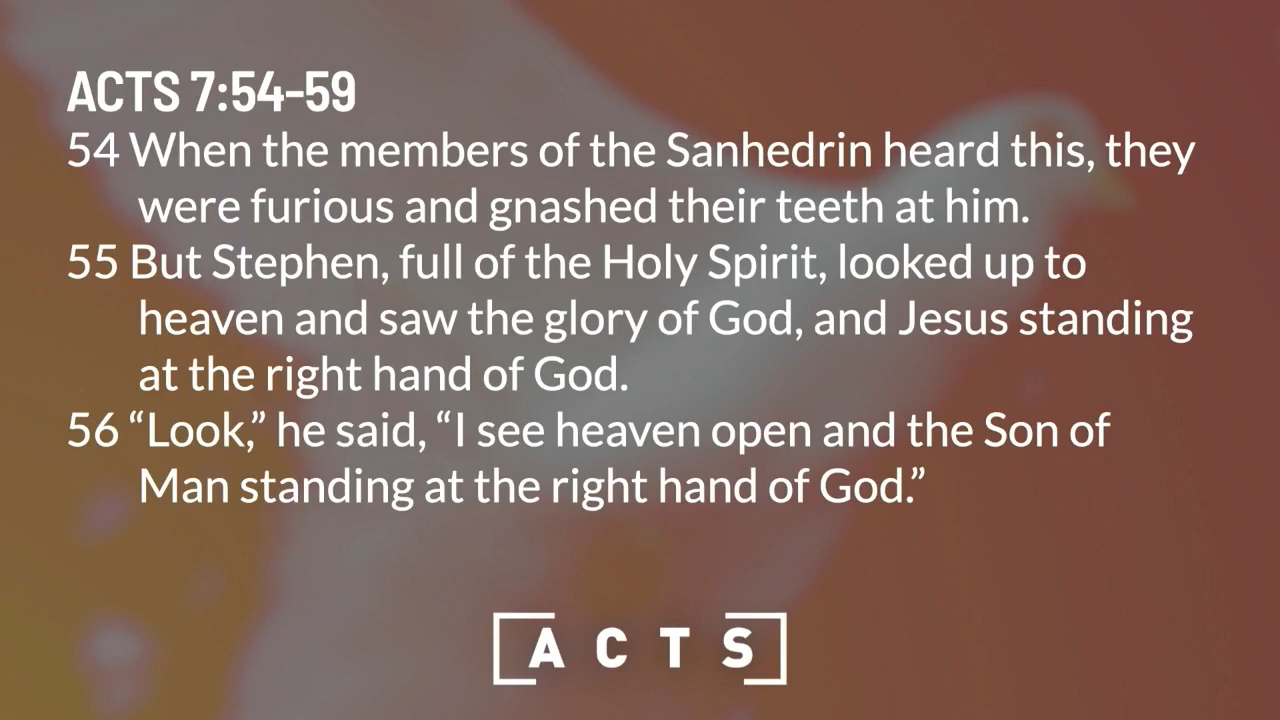 ACTS 7:54-59
54 When the members of the Sanhedrin heard this, they
were furious and gnashed their teeth at him.
55 But Stephen, full of the Holy Spirit, looked up to
heaven and saw the glory of God, and Jesus standing
at the right hand of God.
56 “Look,” he said, “I see heaven open and the Son of
Man standing at the right hand of God.”
ACTS